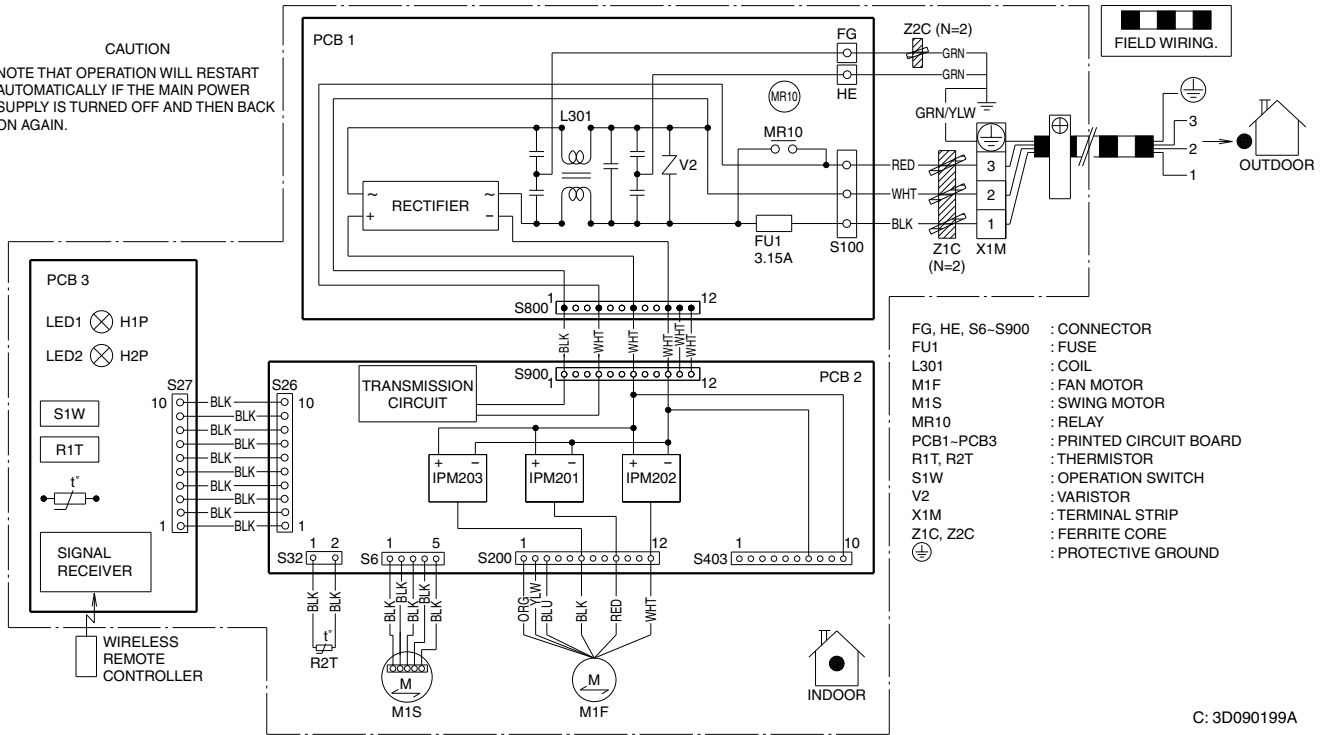 CAUTION
NOTE THAT OPERATION WILL RESTART
AUTOMATICALLY IF THE MAIN POWER
SUPPLY IS TURNED OFF AND THEN BACK
ON AGAIN.
PCB 1
FG
HE
Z2C (N=2)
GRN
GRN
GRN/YLW
FIELD WIRING.
MR10
MR10
L301
V2
RECTIFIER
~
~
+
−
FU1
3.15A
S100
RED
WHT
BLK
Z1C
(N=2)
3
2
1
X1M
3
2
1
OUTDOOR
S800
1
12
BLK
WHT
WHT
WHT
WHT
WHT
S900
1
12
PCB 2
TRANSMISSION
CIRCUIT
+ −
IPM203
+ −
IPM201
+ −
IPM202
PCB 3
LED1 H1P
LED2 H2P
S1W
R1T
t°
SIGNAL
RECEIVER
WIRELESS
REMOTE
CONTROLLER
S27
10
1
BLK
BLK
BLK
BLK
BLK
BLK
BLK
BLK
BLK
BLK
S26
10
1
S32
1 2
BLK
BLK
t°
R2T
S6
1 5
BLK
BLK
BLK
BLK
BLK
M
M1S
S200
1 12
ORG
YLW
BLU
BLK
RED
WHT
M
M1F
S403
1 10
INDOOR
FG, HE, S6~S900 : CONNECTOR
FU1 : FUSE
L301 : COIL
M1F : FAN MOTOR
M1S : SWING MOTOR
MR10 : RELAY
PCB1~PCB3 : PRINTED CIRCUIT BOARD
R1T, R2T : THERMISTOR
S1W : OPERATION SWITCH
V2 : VARISTOR
X1M : TERMINAL STRIP
Z1C, Z2C : FERRITE CORE
: PROTECTIVE GROUND
C: 3D090199A